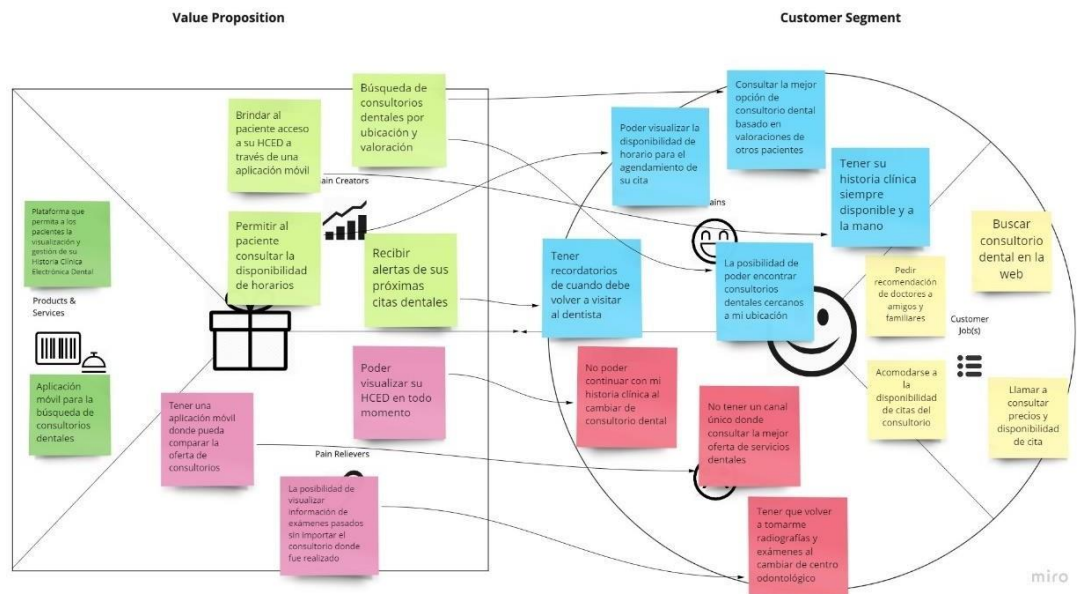 Value Proposition
Customer Segment
Búsqueda de
consultorios
dentales por
ubicación y
valoración
Brindar al
paciente acceso
a su HCED a
través de una
aplicación móvil
ain Creators
Plataforma que
permita a los
pacientes la
visualización y
gestión de su
Historia Clínica
Electrónica Dental
Permitir al
paciente
consultar la
disponibilidad
de horarios
Recibir
alertas de sus
próximas
citas dentales
Products &
Services
Aplicación
móvil para la
búsqueda de
consultorios
dentales
Poder
visualizar su
HCED en todo
momento
Tener una
aplicación móvil
donde pueda
comparar la
oferta de
consultorios
Pain Relievers
La posibilidad de
visualizar
información de
exámenes pasados
sin importar el
consultorio donde
fue realizado
Consultar la mejor
opción de
consultorio dental
basado en
valoraciones de
otros pacientes
Poder visualizar la
disponibilidad de
horario para el
agendamiento de
su cita
Tener su
historia clínica
siempre
disponible y a
la mano
ains
Tener
recordatorios
de cuando debe
volver a visitar
al dentista
La posibilidad de
poder encontrar
consultorios
dentales cercanos
a mi ubicación
Buscar
consultorio
dental en la
web
Pedir
recomendación
de doctores a
amigos y
familiares
Customer
Job(s)
Acomodarse a
la
disponibilidad
de citas del
consultorio
Llamar a
consultar
precios y
disponibilidad
de cita
No poder
continuar con mi
historia clínica al
cambiar de
consultorio dental
No tener un canal
único donde
consultar la mejor
oferta de servicios
dentales
Tener que volver
a tomarme
radiografías y
exámenes al
cambiar de centro
odontológico
miro